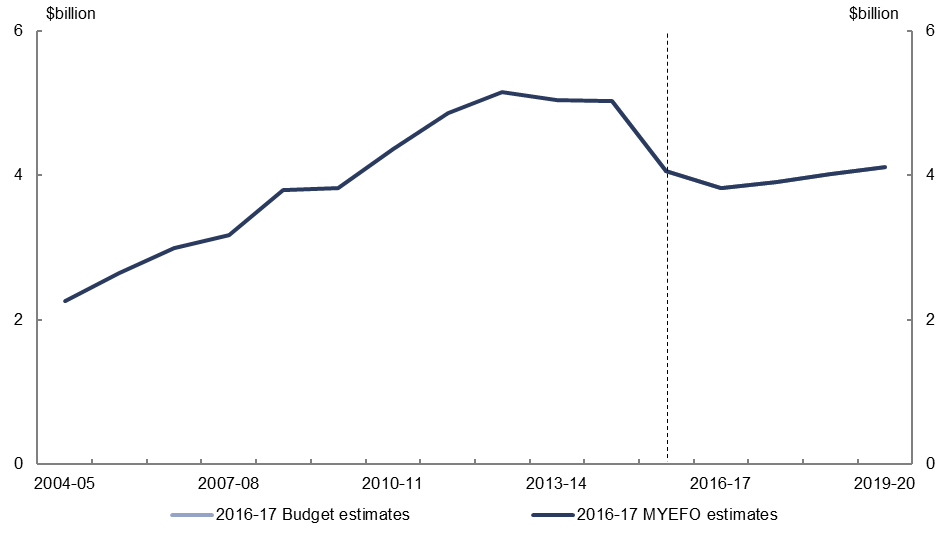 $billion $billion
6 6
4 4
2 2
0 0
2004-05 2007-08 2010-11 2013-14 2016-17 2019-20
2016-17 Budget estimates 2016-17 MYEFO estimates